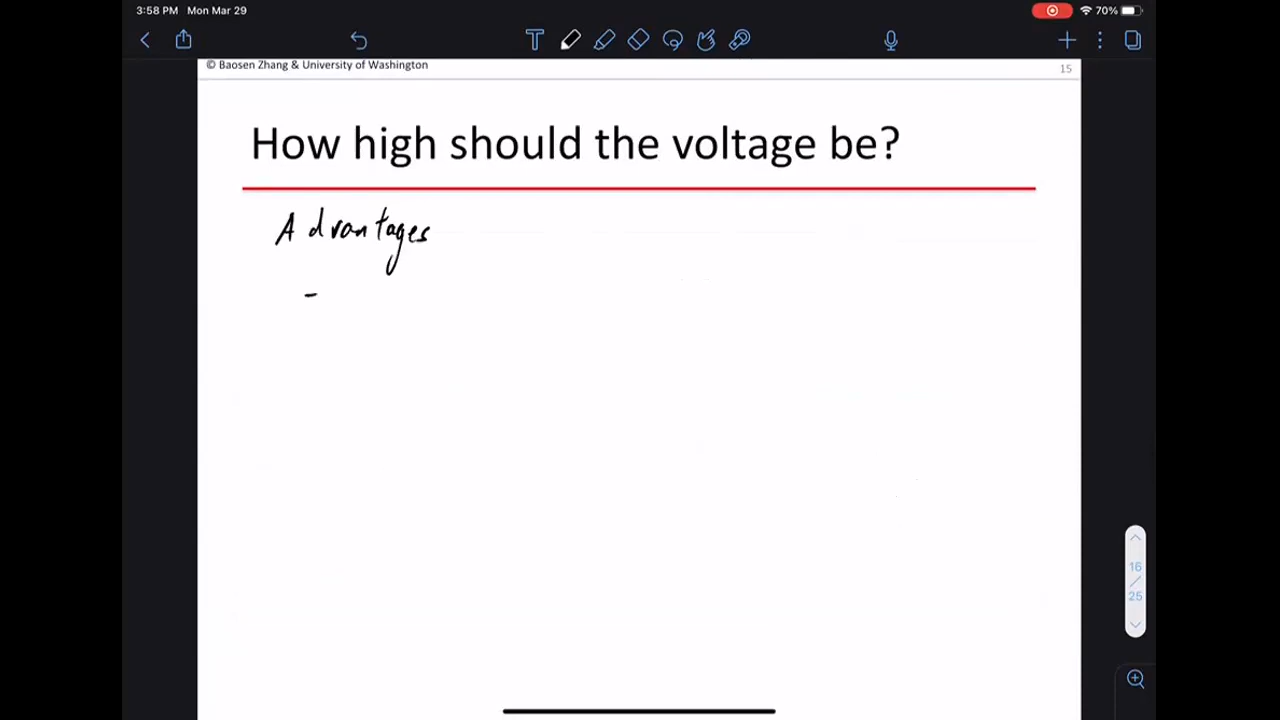 3:58 PM Mon Mar 29
70%
T
© Baosen Zhang & University of Washington
15
How high should the voltage be?
Advantages
-
16
/
25